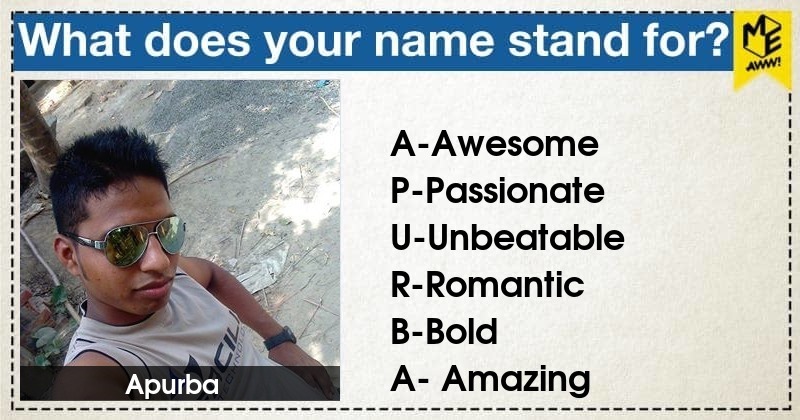 What does your name stand for?
ME
AWW!
A-Awesome
P-Passionate
U-Unbeatable
R-Romantic
B-Bold
A- Amazing
Apurba